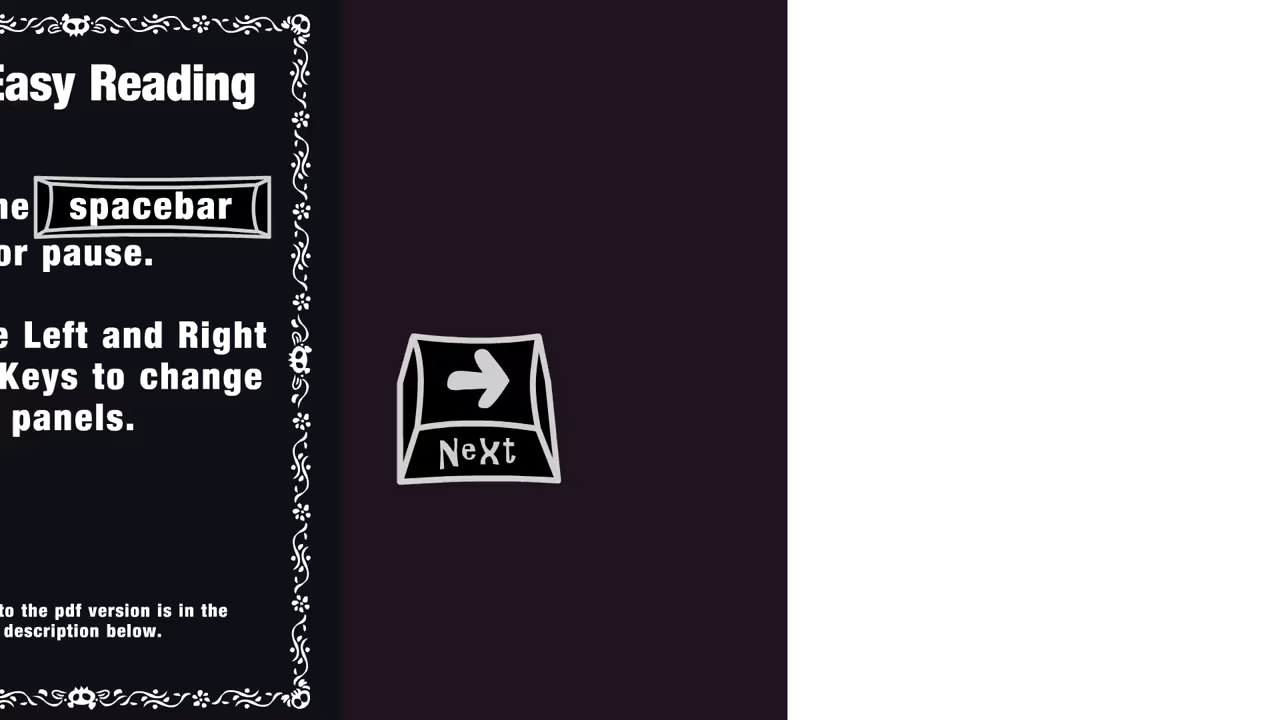 Easy Reading
spacebar
or pause.
Left and Right
Keys to change
panels.
Next
to the pdf version is in the
description below.